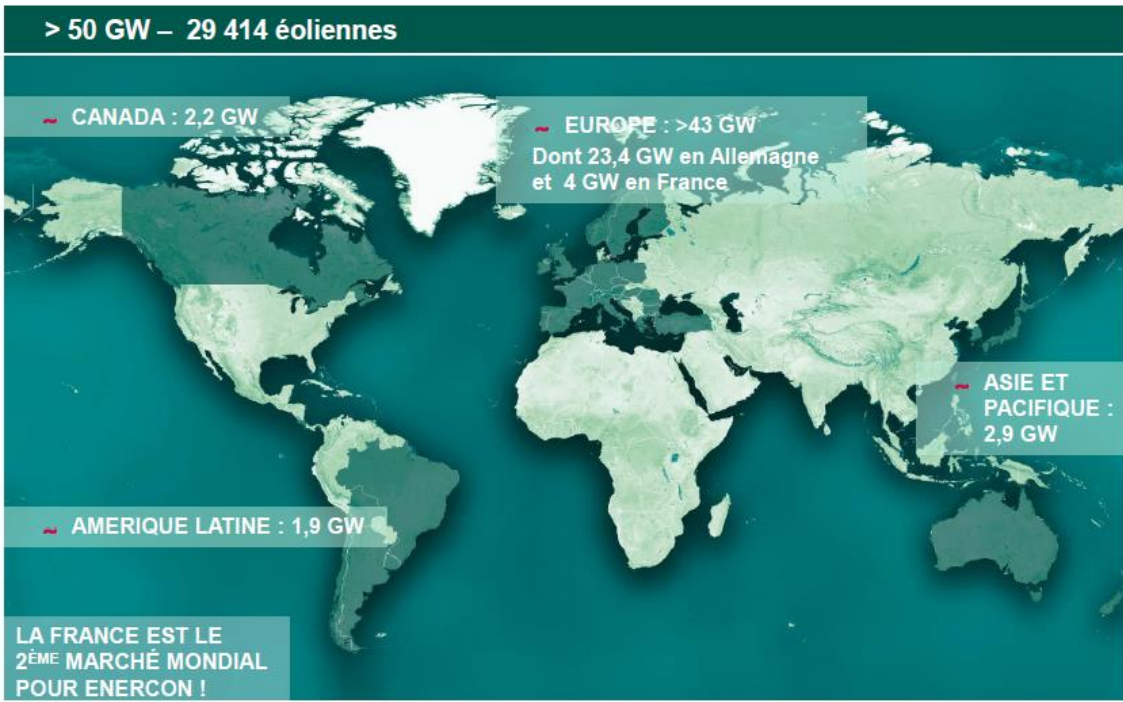 > 50 GW – 29 414 éoliennes
~ CANADA : 2,2 GW
~ EUROPE : >43 GW
Dont 23,4 GW en Allemagne
et 4 GW en France
~ ASIE ET
PACIFIQUE :
2,9 GW
~ AMERIQUE LATINE : 1,9 GW
LA FRANCE EST LE
2ÈME MARCHÉ MONDIAL
POUR ENERCON !